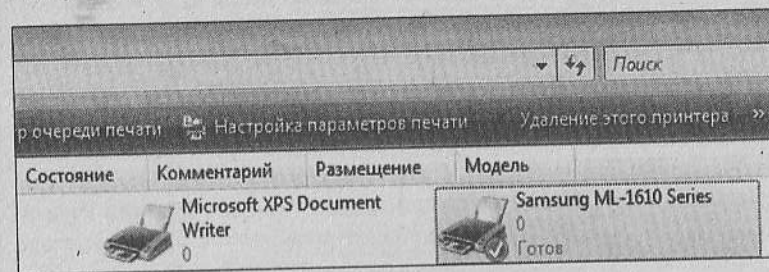 Поиск
р очереди печати Настройка параметров печати Удаление этого принтера »
Состояние Комментарий Размещение Модель
Microsoft XPS Document
Writer
0
Samsung ML-1610 Series
0
Готов